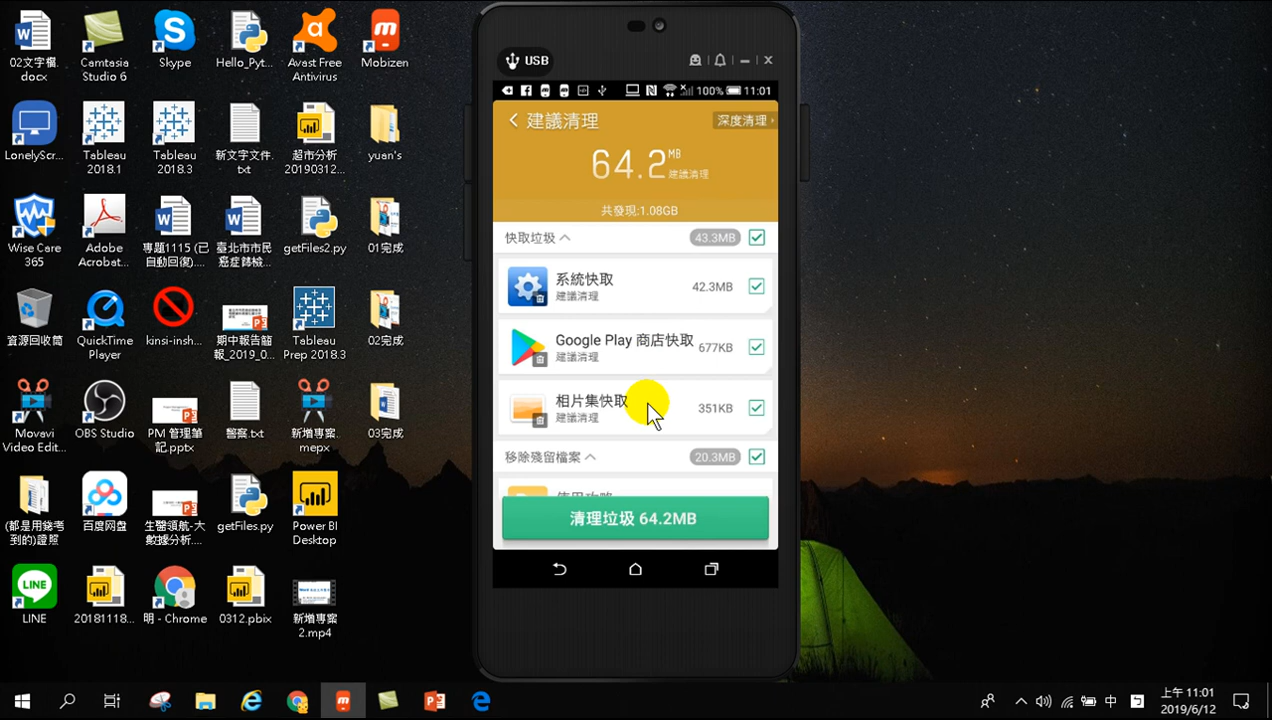 02文字檔.
docx
Camtasia
Studio 6
Skype
Hello_Pyt...
Avast Free
Antivirus
Mobizen
LonelyScr...
Tableau
2018.1
Tableau
2018.3
新文字文件.
txt
超市分析
20190312...
yuan's
Wise Care
365
Adobe
Acrobat...
專題1115 (已
自動回復)....
臺北市市民
癌症篩檢...
getFiles2.py
01完成
資源回收筒
QuickTime
Player
kinsi-insh...
期中報告簡
報_2019_0...
Tableau
Prep 2018.3
02完成
Movavi
Video Edit...
OBS Studio
PM 管理筆
記.pptx
警察.txt
新增專案.
mepx
03完成
(都是用幾考
到的)證照
百度网盘
生醫領航-大
數據分析....
getFiles.py
Power BI
Desktop
LINE
20181118...
明 - Chrome
0312.pbix
新增專案
2.mp4
USB
100% 11:01
建議清理
深度清理
64.2MB
建議清理
共發現:1.08GB
快取垃圾
43.3MB
系統快取
建議清理
42.3MB
Google Play 商店快取
建議清理
677KB
相片集快取
建議清理
351KB
移除殘留檔案
20.3MB
清理垃圾 64.2MB
中
上午 11:01
2019/6/12